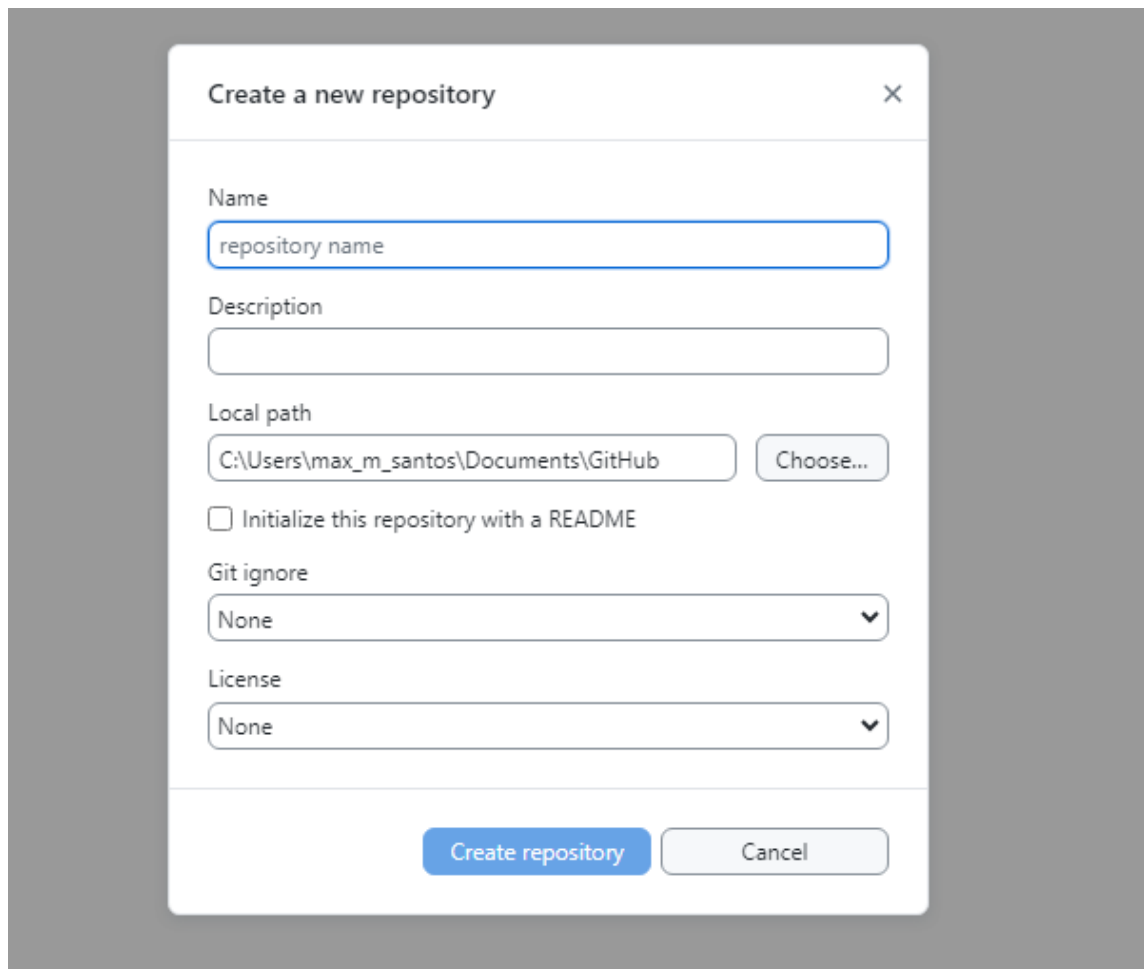 Create a new repository
Name
repository name
Description
Local path
C:\Users\max_m_santos\Documents\GitHub
Choose...
Initialize this repository with a README
Git ignore
None
License
None
Create repository
Cancel